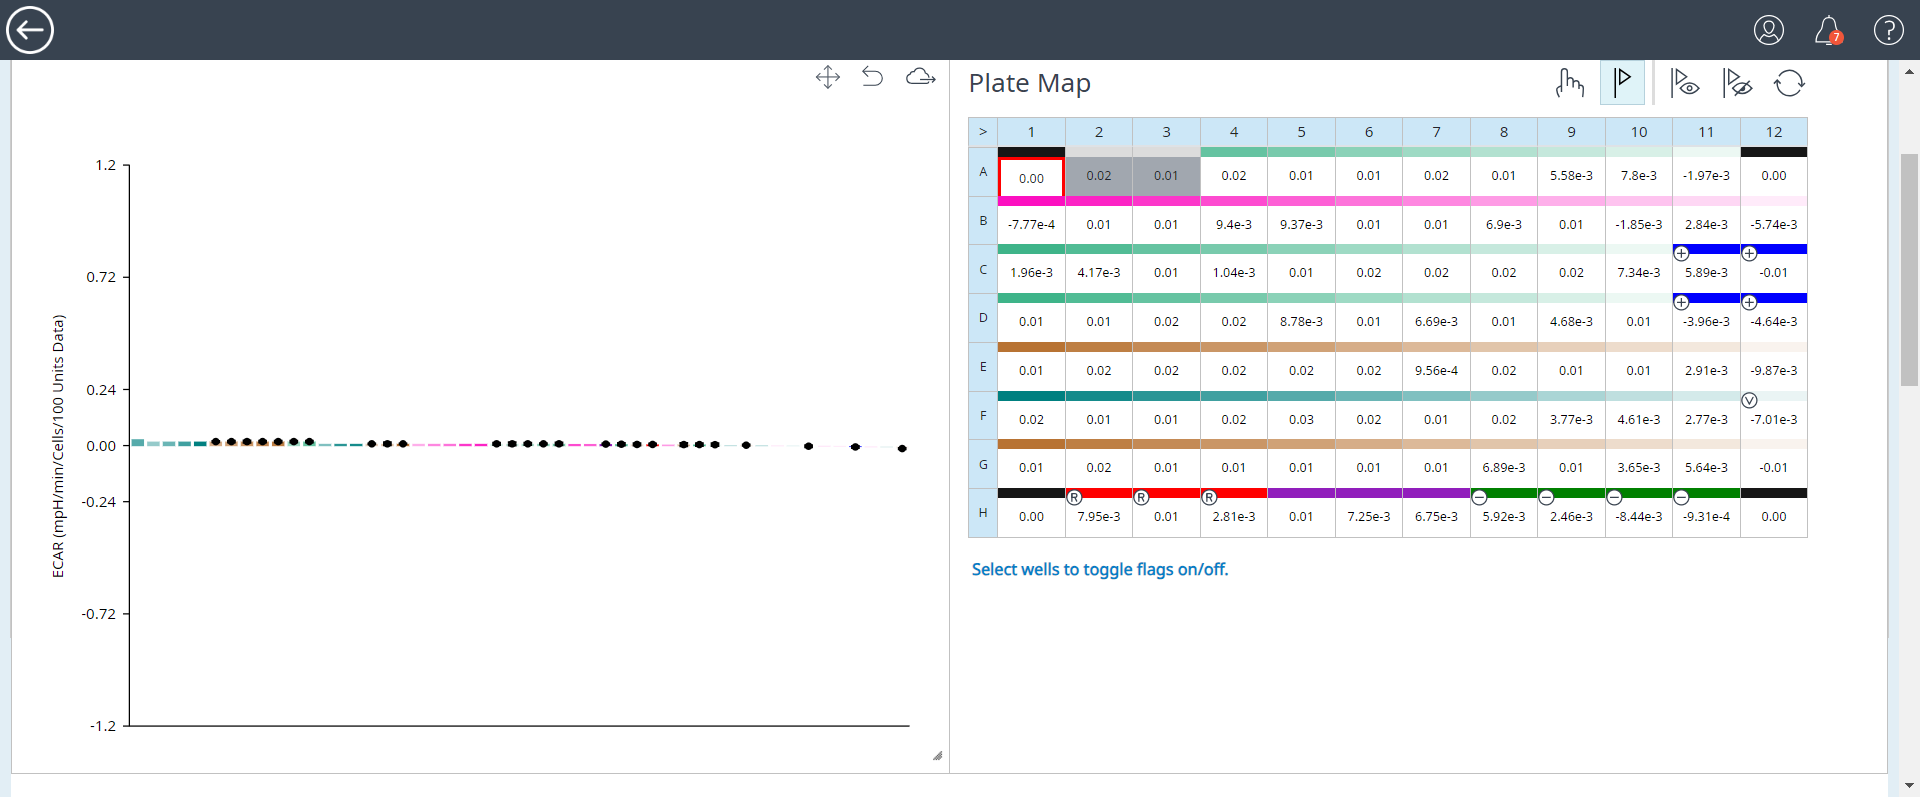 7 ?
Plate Map
> 1 2 3 4 5 6 7 8 9 10 11 12
A 0.00 0.02 0.01 0.02 0.01 0.01 0.02 0.01 5.58e-3 7.8e-3 -1.97e-3 0.00
B -7.77e-4 0.01 0.01 9.4e-3 9.37e-3 0.01 0.01 6.9e-3 0.01 -1.85e-3 2.84e-3 -5.74e-3
+ +
C 1.96e-3 4.17e-3 0.01 1.04e-3 0.01 0.02 0.02 0.02 0.02 7.34e-3 5.89e-3 -0.01
+ +
D 0.01 0.01 0.02 0.02 8.78e-3 0.01 6.69e-3 0.01 4.68e-3 0.01 -3.96e-3 -4.64e-3
E 0.01 0.02 0.02 0.02 0.02 0.02 9.56e-4 0.02 0.01 0.01 2.91e-3 -9.87e-3
V
F 0.02 0.01 0.01 0.02 0.03 0.02 0.01 0.02 3.77e-3 4.61e-3 2.77e-3 -7.01e-3
G 0.01 0.02 0.01 0.01 0.01 0.01 0.01 6.89e-3 0.01 3.65e-3 5.64e-3 -0.01
R R R − − − −
H 0.00 7.95e-3 0.01 2.81e-3 0.01 7.25e-3 6.75e-3 5.92e-3 2.46e-3 -8.44e-3 -9.31e-4 0.00
Select wells to toggle flags on/off.
ECAR (mpH/min/Cells/100 Units Data)
1.2
0.72
0.24
0.00
-0.24
-0.72
-1.2